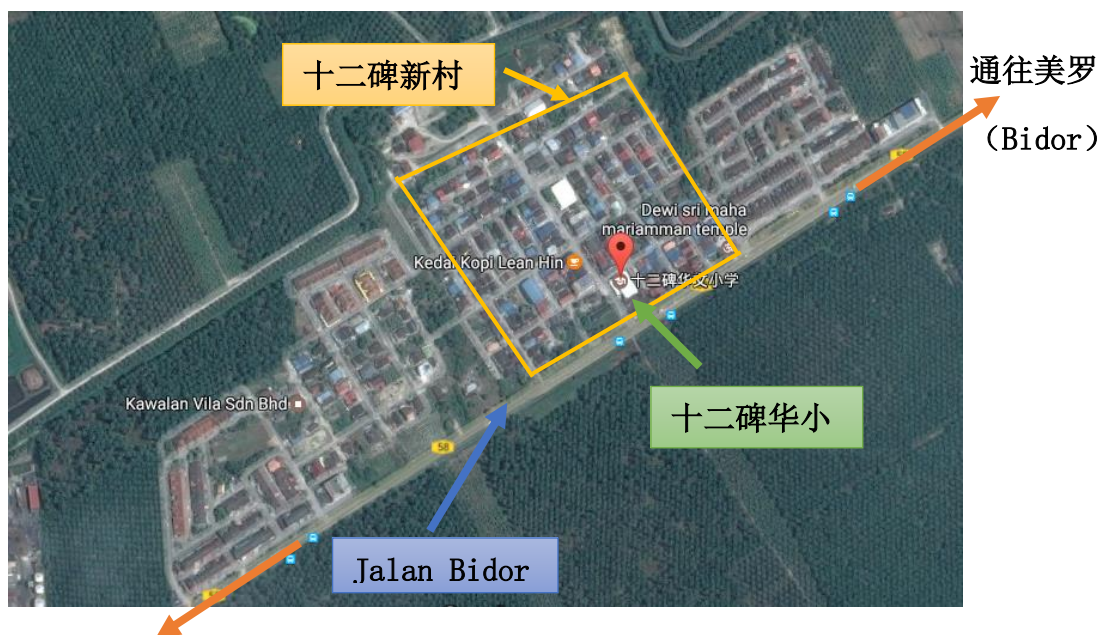 十二碑新村
通往美罗
（Bidor）
Dewi sri maha
mariamman temple
Kedai Kopi Lean Hin
十二碑华文小学
十二碑华小
Kawalan Vila Sdn Bhd
58
Jalan Bidor